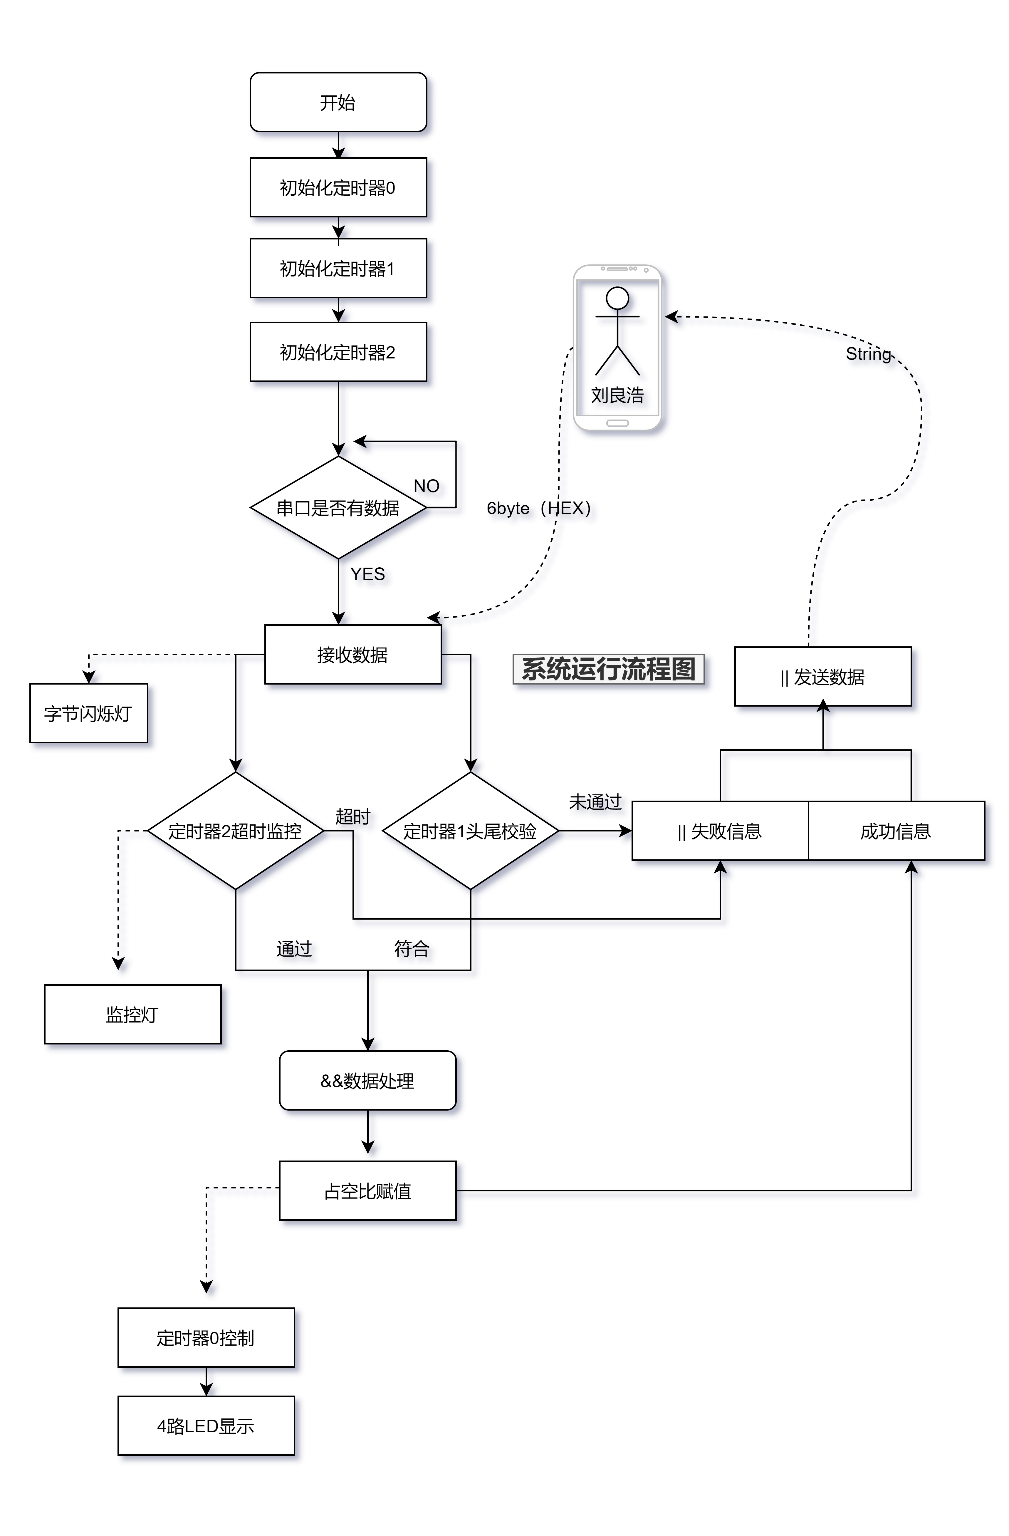 开始
初始化定时器0
初始化定时器1
初始化定时器2
刘良浩
String
NO
串口是否有数据
6byte（HEX）
YES
接收数据
系统运行流程图
|| 发送数据
字节闪烁灯
超时
未通过
定时器2超时监控
定时器1头尾校验
|| 失败信息
成功信息
通过
符合
监控灯
&&数据处理
占空比赋值
定时器0控制
4路LED显示